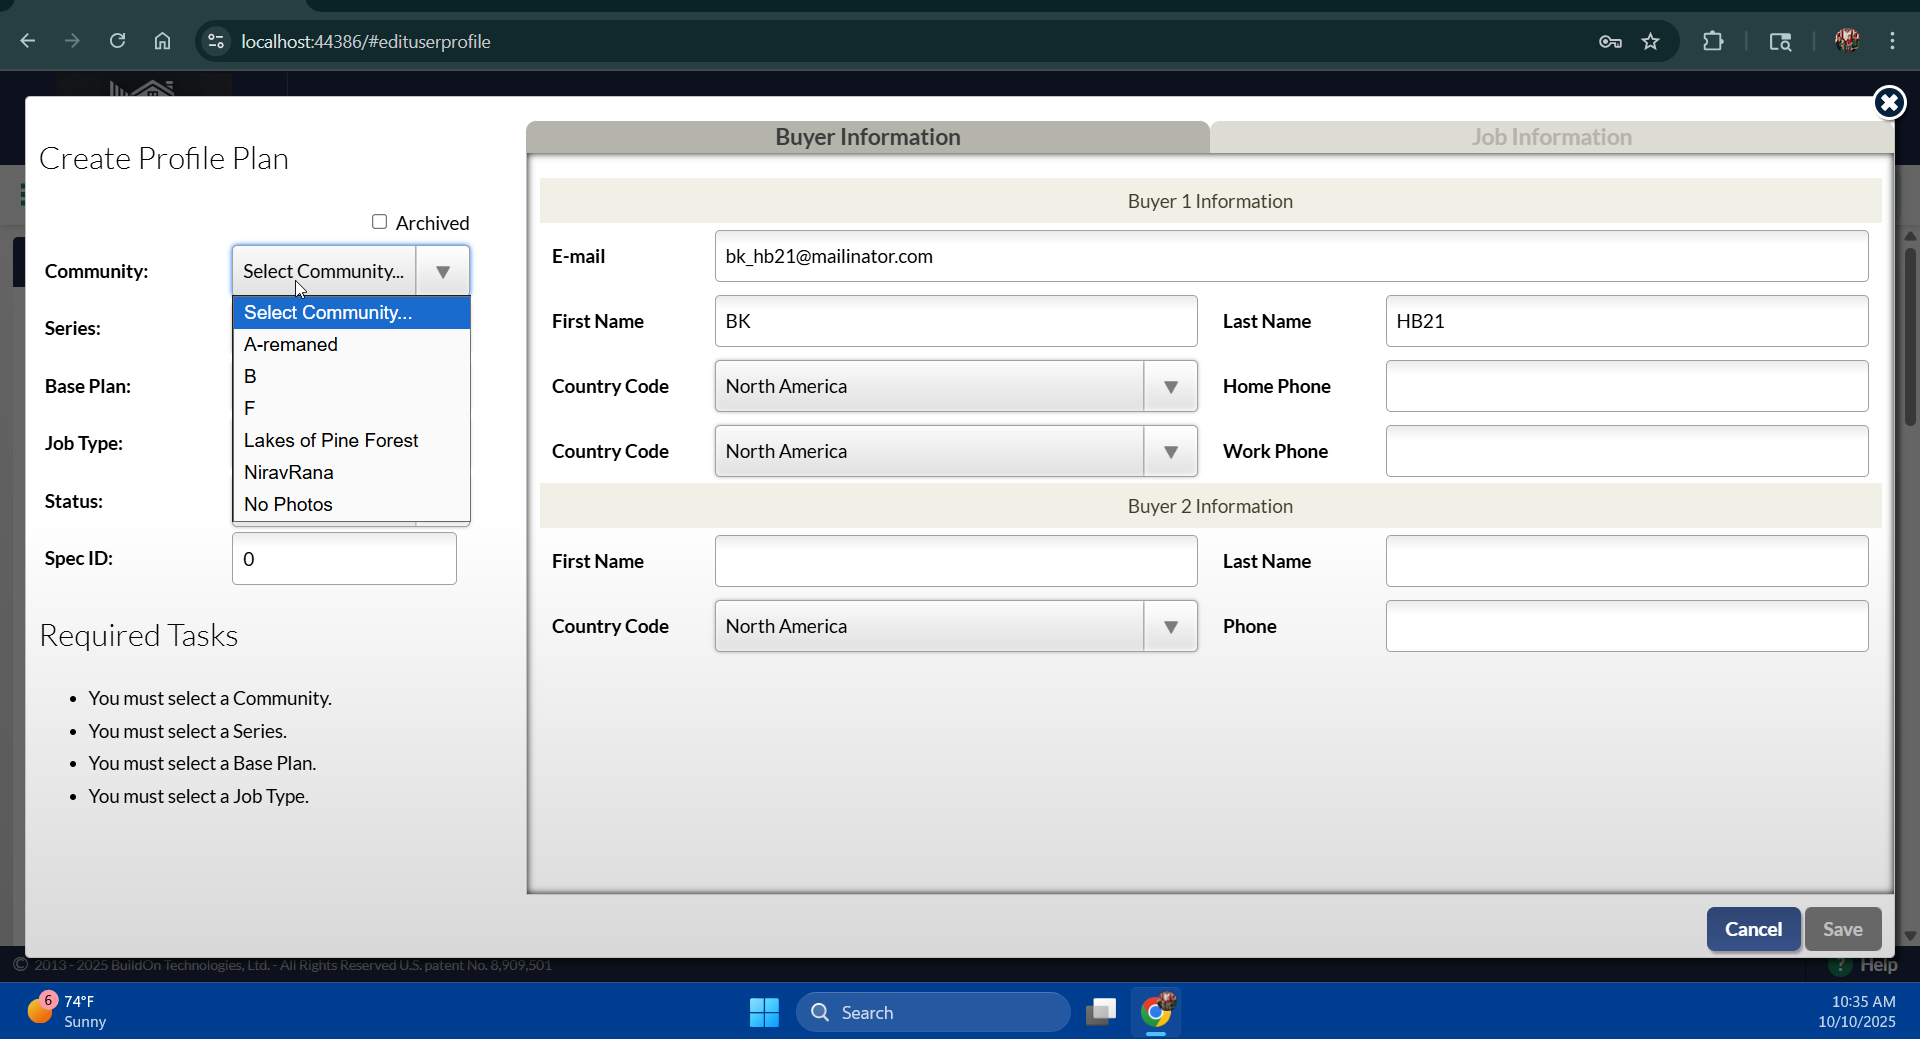 localhost:44386/#edituserprofile
Create Profile Plan
Archived
Community:
Select Community...
Select Community...
A-remaned
B
F
Lakes of Pine Forest
NiravRana
No Photos
Series:
Base Plan:
Job Type:
Status:
Spec ID:
0
Required Tasks
• You must select a Community.
• You must select a Series.
• You must select a Base Plan.
• You must select a Job Type.
Buyer Information
Job Information
Buyer 1 Information
E-mail
bk_hb21@mailinator.com
First Name
BK
Last Name
HB21
Country Code
North America
Home Phone
Country Code
North America
Work Phone
Buyer 2 Information
First Name
Last Name
Country Code
North America
Phone
Cancel
Save
© 2013 - 2025 BuildOn Technologies, Ltd. - All Rights Reserved U.S. patent No. 8,909,501
? Help
6
74°F
Sunny
Search
10:35 AM
10/10/2025